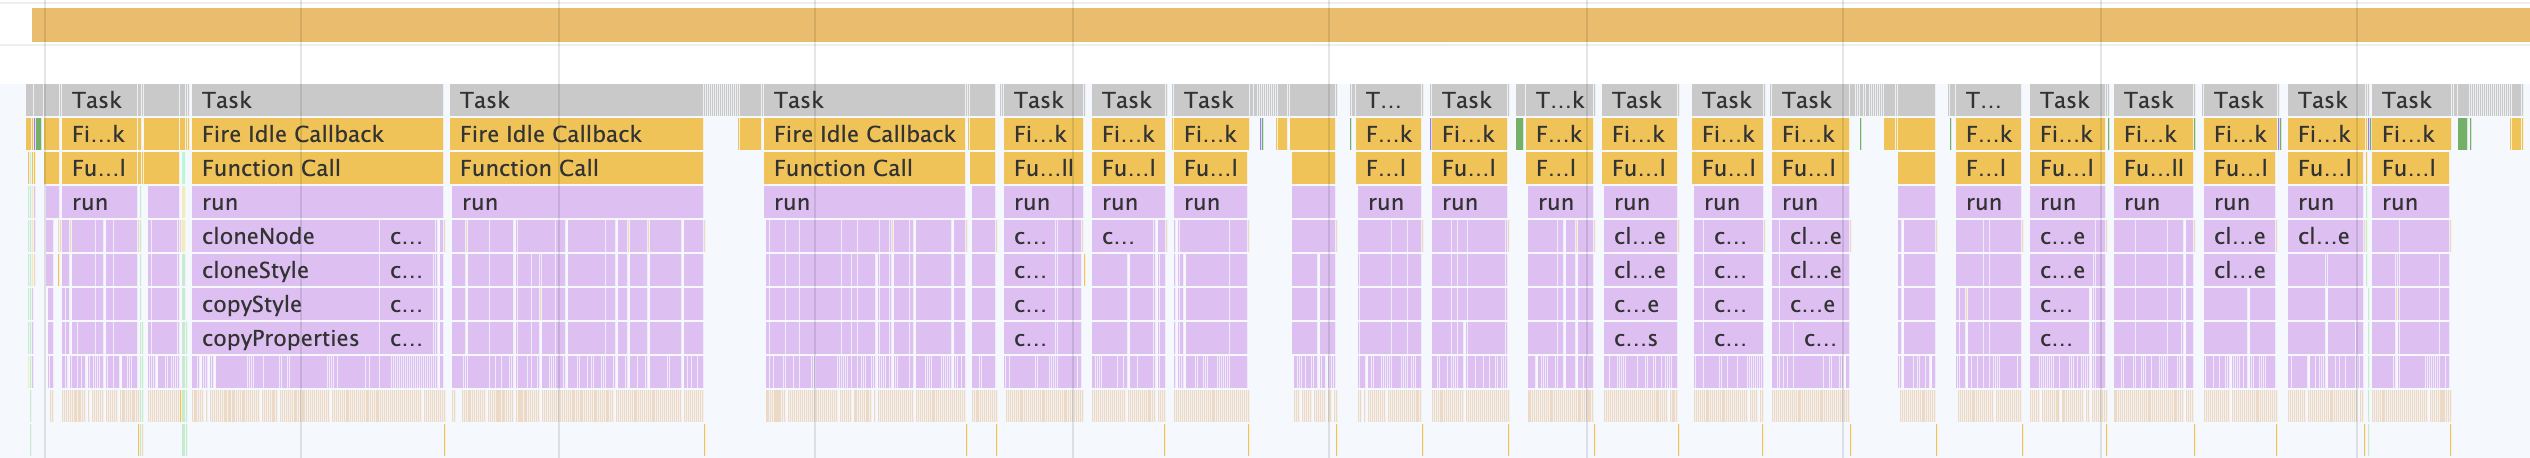 Task Task Task Task Task Task Task T... Task T...k Task Task Task T... Task Task Task Task Task
Fi...k Fire Idle Callback Fire Idle Callback Fire Idle Callback Fi...k Fi...k Fi...k F...k Fi...k F...k Fi...k Fi...k Fi...k F...k Fi...k Fi...k Fi...k Fi...k Fi...k
Fu...l Function Call Function Call Function Call Fu...ll Fu...l Fu...l F...l Fu...l F...l Fu...l Fu...l Fu...l F...l Fu...l Fu...ll Fu...l Fu...l Fu...l
run run run run run run run run run run run run run run run run run run run
cloneNode c... c... c... cl...e c... cl...e c...e cl...e cl...e
cloneStyle c... c... cl...e c... cl...e c...e cl...e
copyStyle c... c... c...e c... c...e c...
copyProperties c... c... c...s c... c... c...